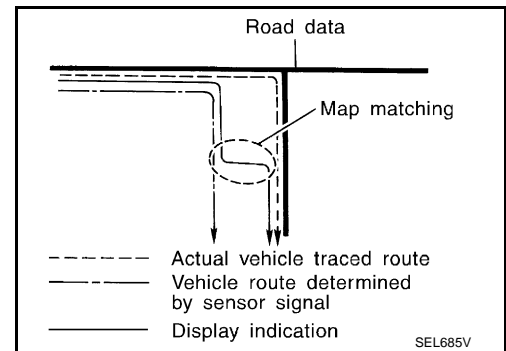 Road data
Map matching
Actual vehicle traced route
Vehicle route determined
by sensor signal
Display indication
SEL685V